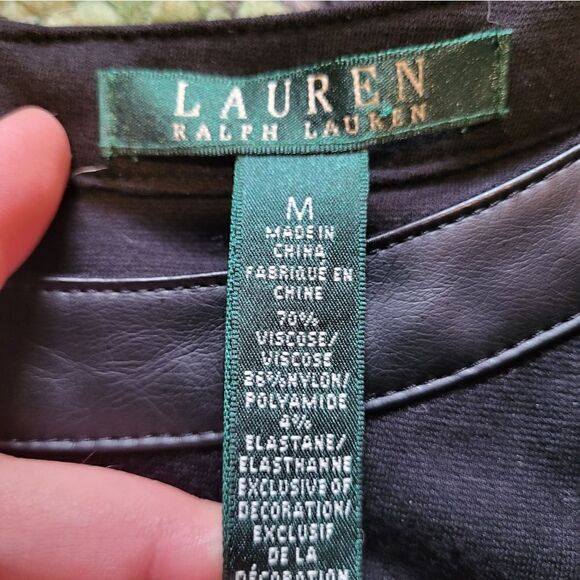 LAUREN
RALPH LAUREN
M
MADE IN
CHINA
FABRIQUE EN
CHINE
70%
VISCOSE/
VISCOSE
26% NYLON/
POLYAMIDE
4%
ELASTANE/
ELASTHANNE
EXCLUSIVE OF
DECORATION/
EXCLUSIF
DE LA
DÉCORATION